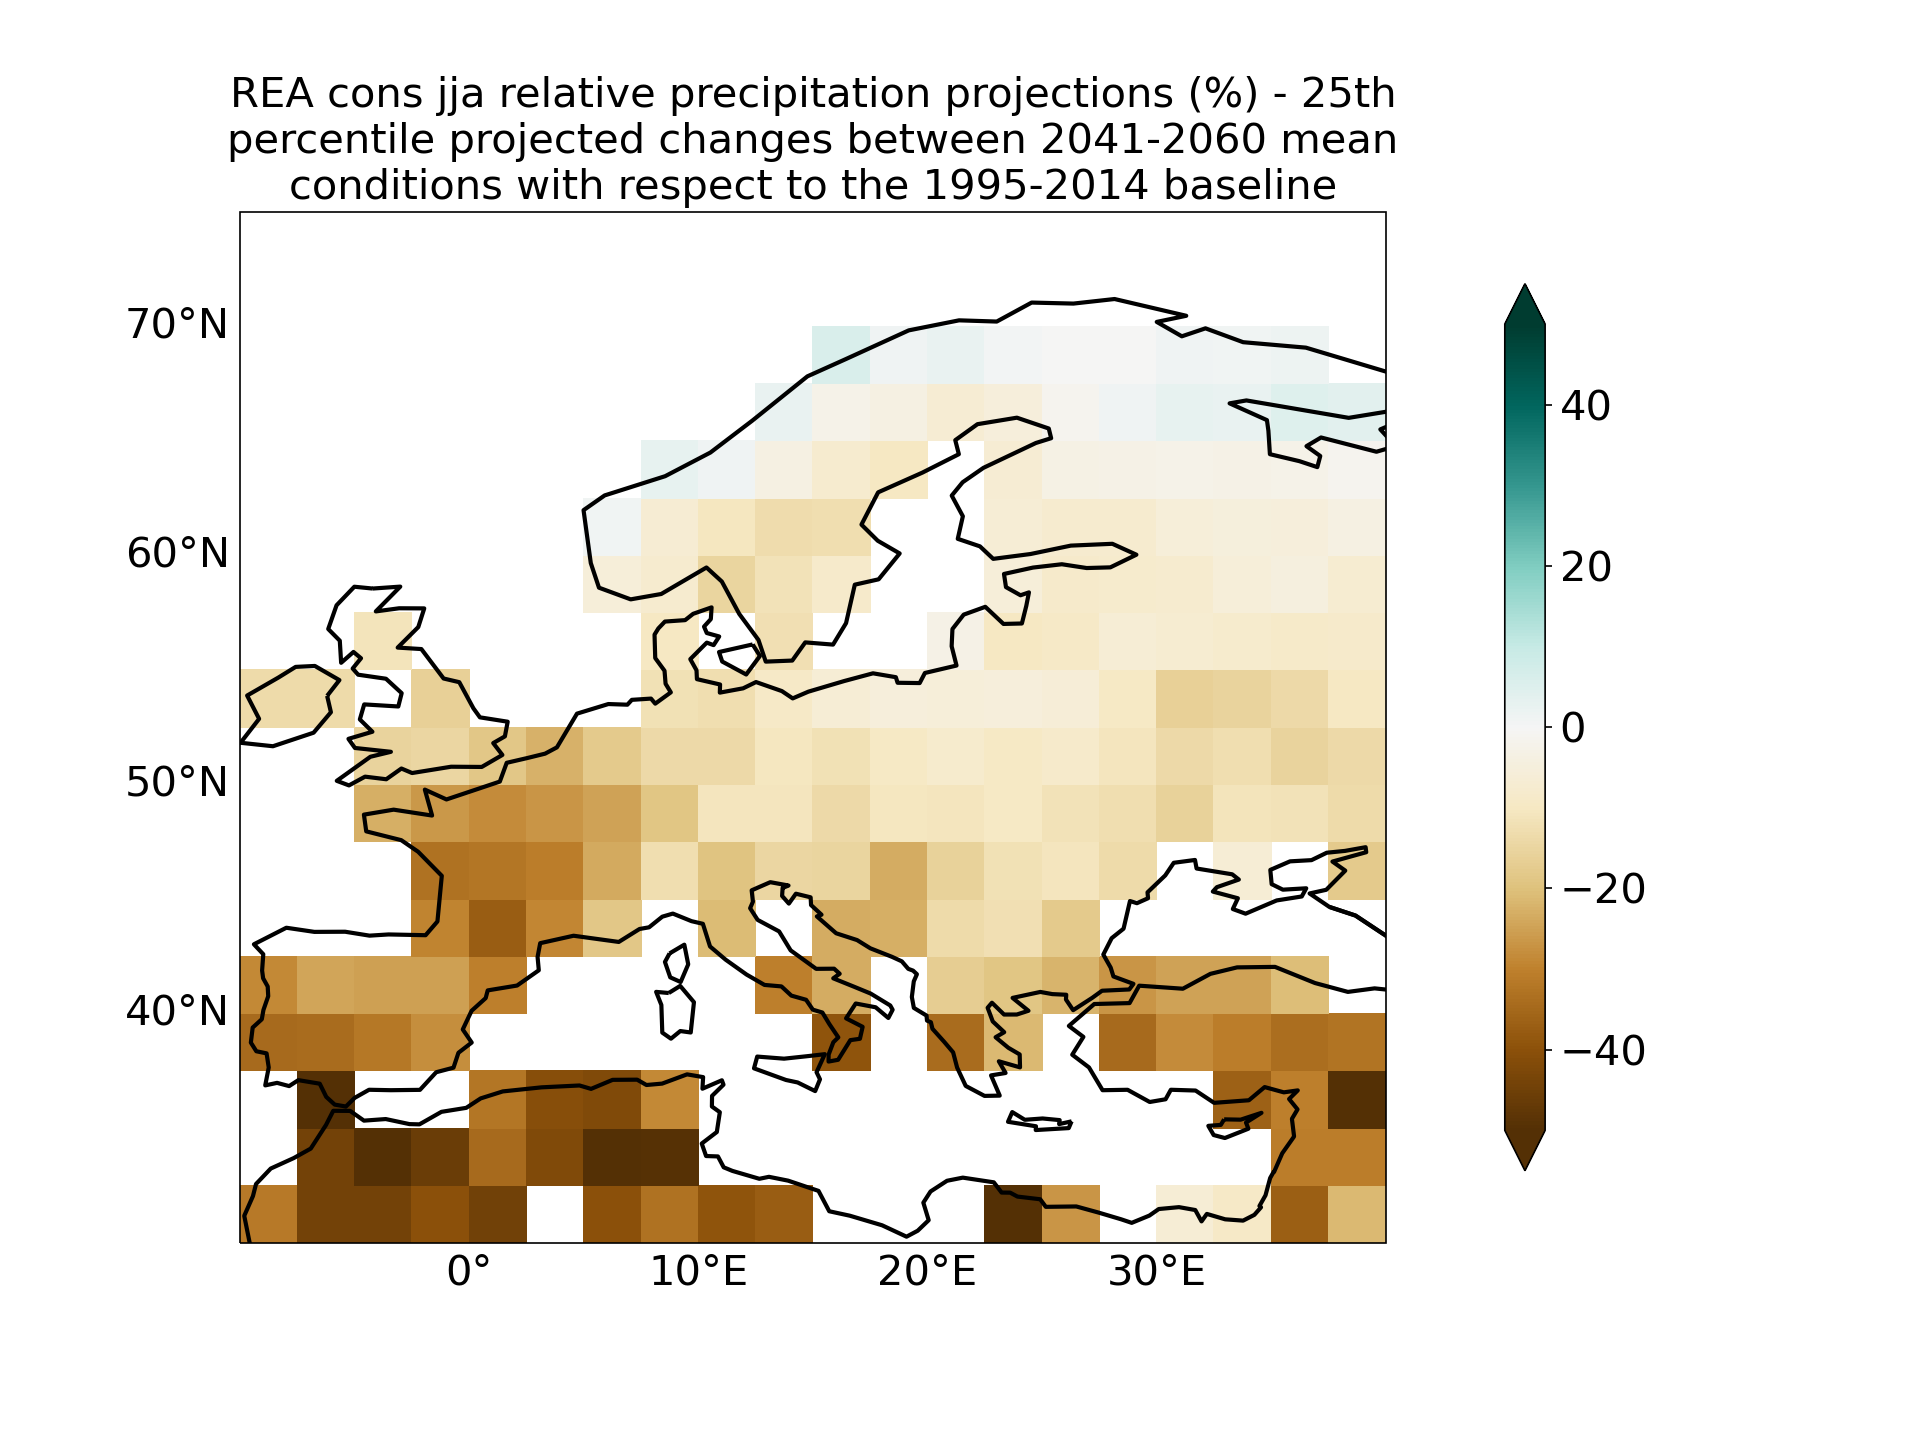 REA cons jja relative precipitation projections (%) - 25th
percentile projected changes between 2041-2060 mean
conditions with respect to the 1995-2014 baseline
70°N
60°N
50°N
40°N
0°
10°E
20°E
30°E
40
20
0
−20
−40